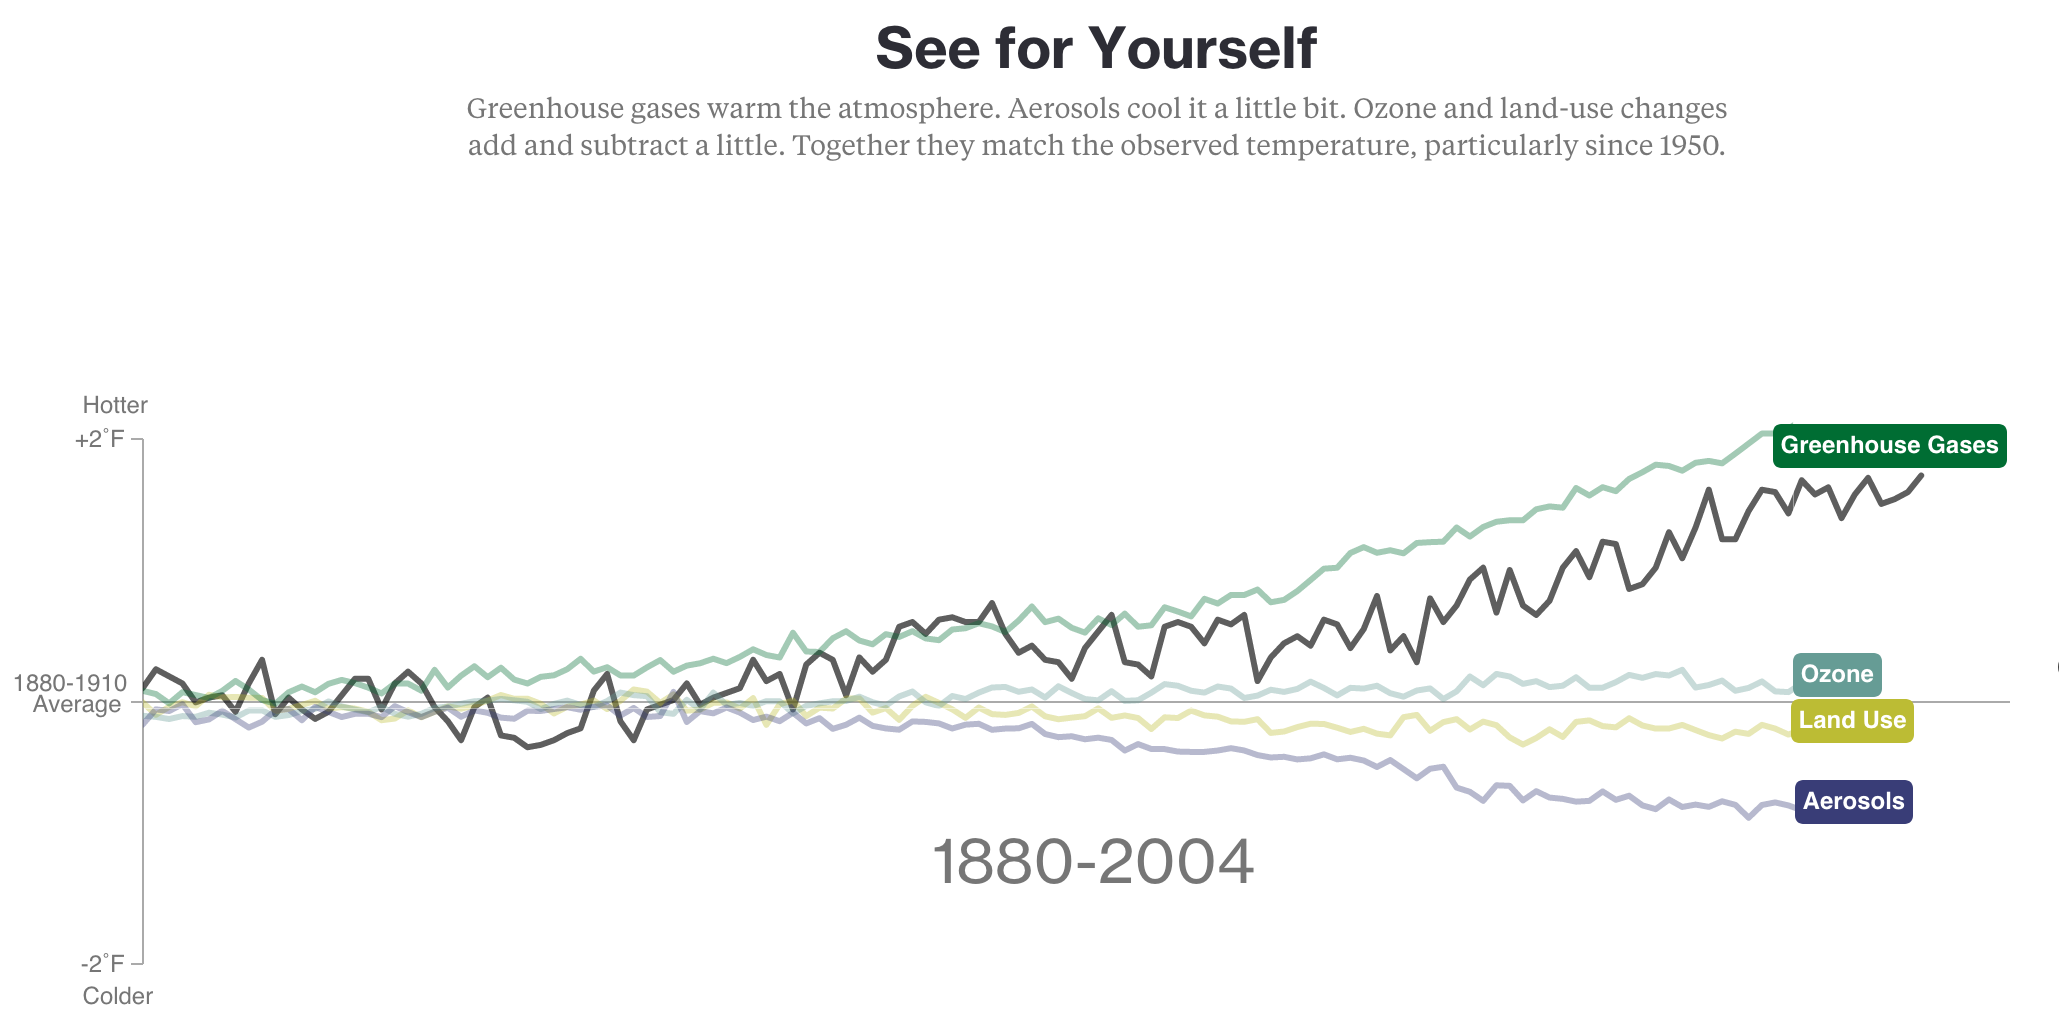 See for Yourself
Greenhouse gases warm the atmosphere. Aerosols cool it a little bit. Ozone and land-use changes
add and subtract a little. Together they match the observed temperature, particularly since 1950.
Hotter
+2°F
Greenhouse Gases
Ozone
1880-1910
Average
Land Use
Aerosols
1880-2004
-2°F
Colder